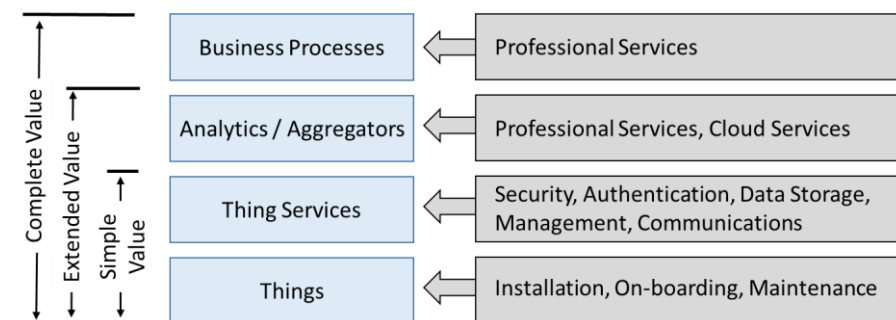 Complete Value
Extended Value
Simple
Value
Business Processes
Professional Services
Analytics / Aggregators
Professional Services, Cloud Services
Thing Services
Security, Authentication, Data Storage,
Management, Communications
Things
Installation, On-boarding, Maintenance